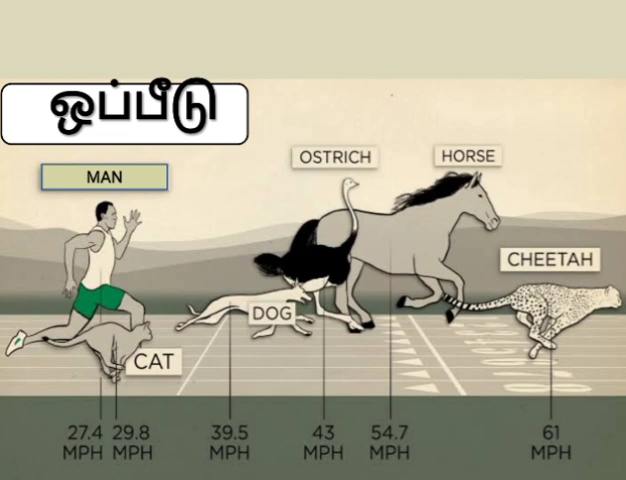 ஒப்பீடு
OSTRICH HORSE
MAN
CHEETAH
DOG
CAT
27.4 29.8 39.5 43 54.7 61
MPH MPH MPH MPH MPH MPH